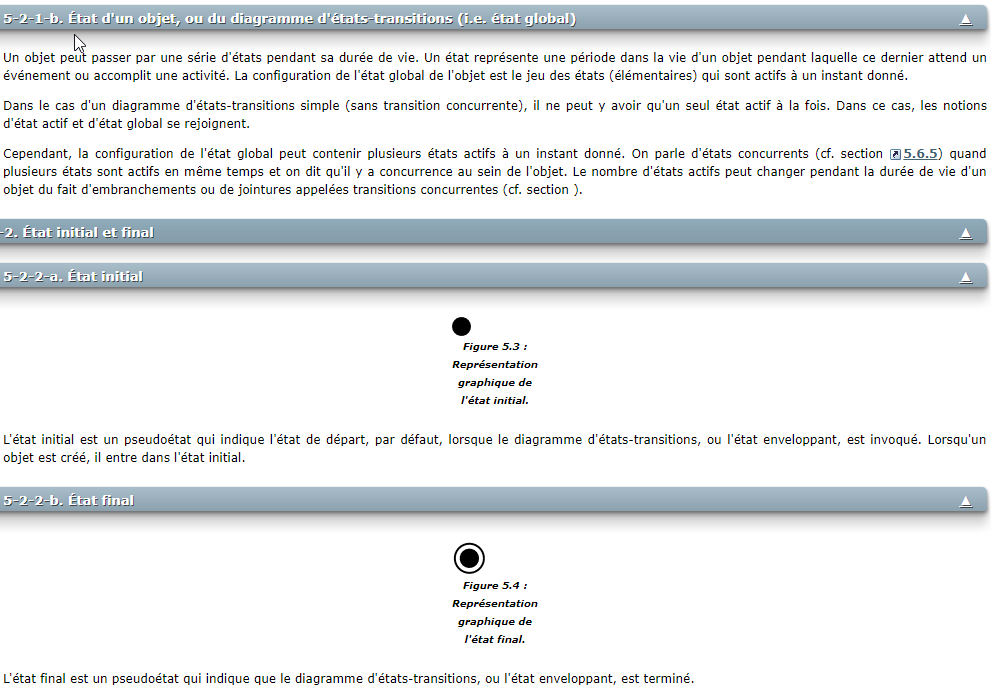 5-2-1-b. État d'un objet, ou du diagramme d'états-transitions (i.e. état global)
Un objet peut passer par une série d'états pendant sa durée de vie. Un état représente une période dans la vie d'un objet pendant laquelle ce dernier attend un
événement ou accomplit une activité. La configuration de l'état global de l'objet est le jeu des états (élémentaires) qui sont actifs à un instant donné.
Dans le cas d'un diagramme d'états-transitions simple (sans transition concurrente), il ne peut y avoir qu'un seul état actif à la fois. Dans ce cas, les notions
d'état actif et d'état global se rejoignent.
Cependant, la configuration de l'état global peut contenir plusieurs états actifs à un instant donné. On parle d'états concurrents (cf. section 5.6.5) quand
plusieurs états sont actifs en même temps et on dit qu'il y a concurrence au sein de l'objet. Le nombre d'états actifs peut changer pendant la durée de vie d'un
objet du fait d'embranchements ou de jointures appelées transitions concurrentes (cf. section ).
-2. État initial et final
5-2-2-a. État initial
Figure 5.3 :
Représentation
graphique de
l'état initial.
L'état initial est un pseudoétat qui indique l'état de départ, par défaut, lorsque le diagramme d'états-transitions, ou l'état enveloppant, est invoqué. Lorsqu'un
objet est créé, il entre dans l'état initial.
5-2-2-b. État final
Figure 5.4 :
Représentation
graphique de
l'état final.
L'état final est un pseudoétat qui indique que le diagramme d'états-transitions, ou l'état enveloppant, est terminé.